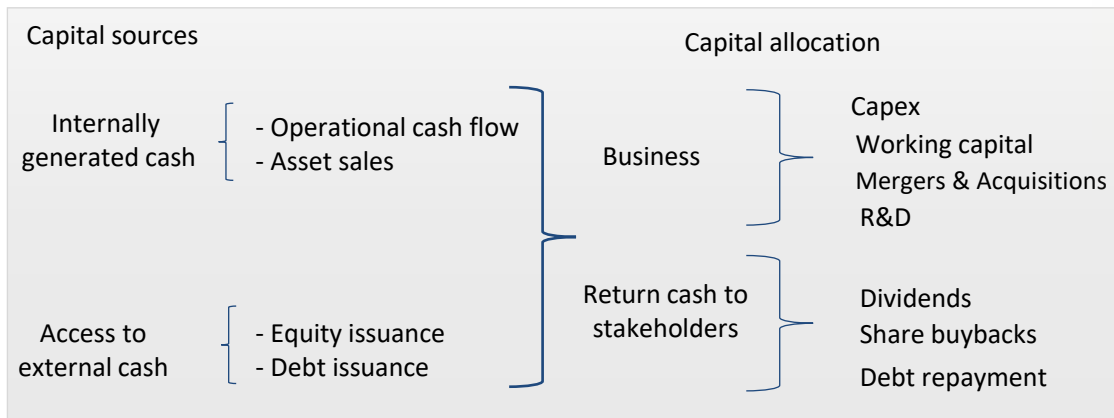 Capital sources
Capital allocation
Internally
generated cash
- Operational cash flow
- Asset sales
Access to
external cash
- Equity issuance
- Debt issuance
Business
Capex
Working capital
Mergers & Acquisitions
R&D
Return cash to
stakeholders
Dividends
Share buybacks
Debt repayment